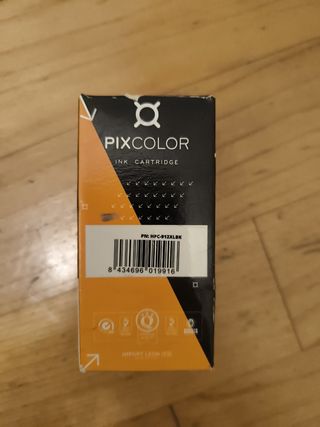 PIXCOLOR
INK CARTRIDGE
PN: HPC-912XLBK
8 434696 019916